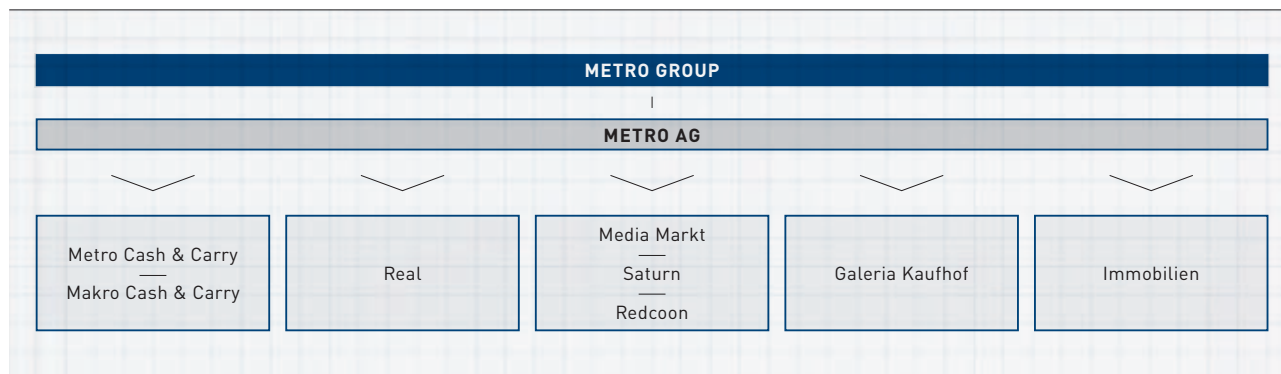 METRO GROUP
METRO AG
Metro Cash & Carry
Makro Cash & Carry
Real
Media Markt
Saturn
Redcoon
Galeria Kaufhof
Immobilien